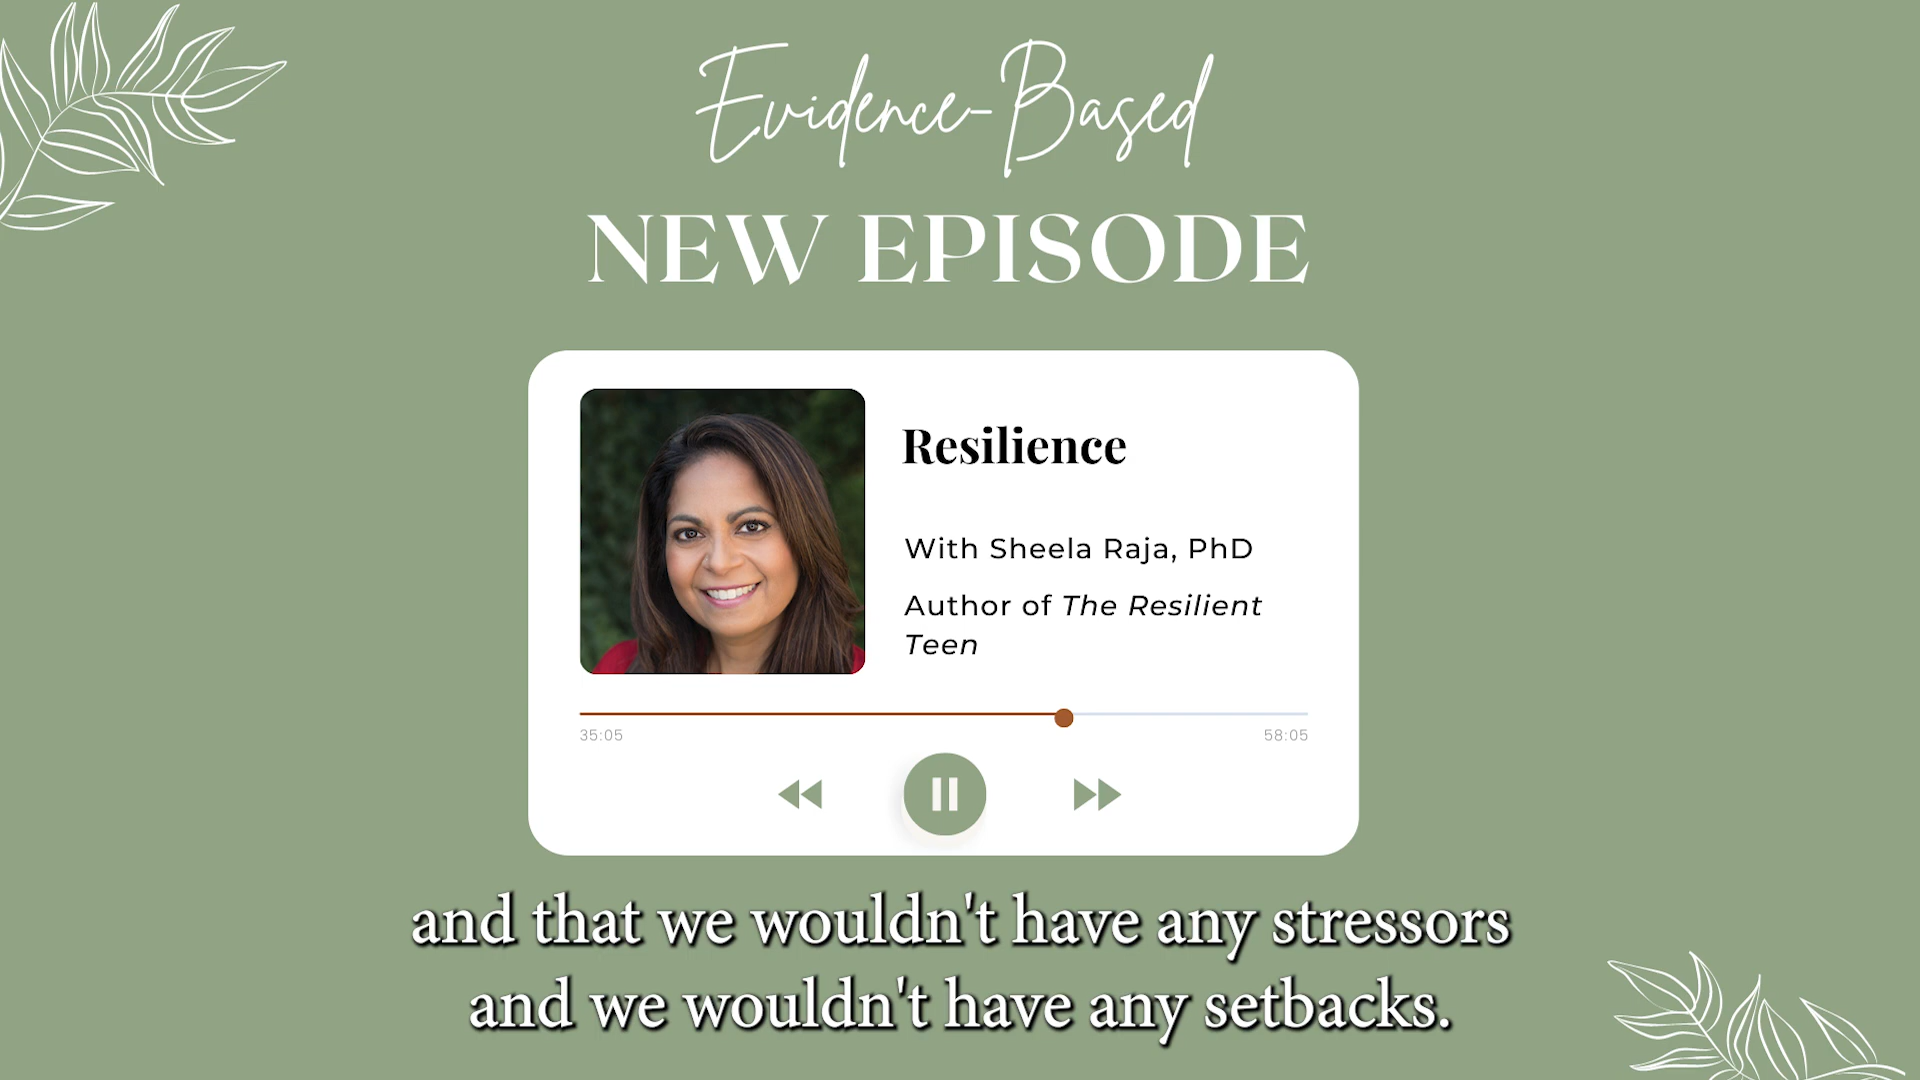 Evidence-Based
NEW EPISODE
Resilience
With Sheela Raja, PhD
Author of The Resilient
Teen
35:05
58:05
and that we wouldn't have any stressors
and we wouldn't have any setbacks.